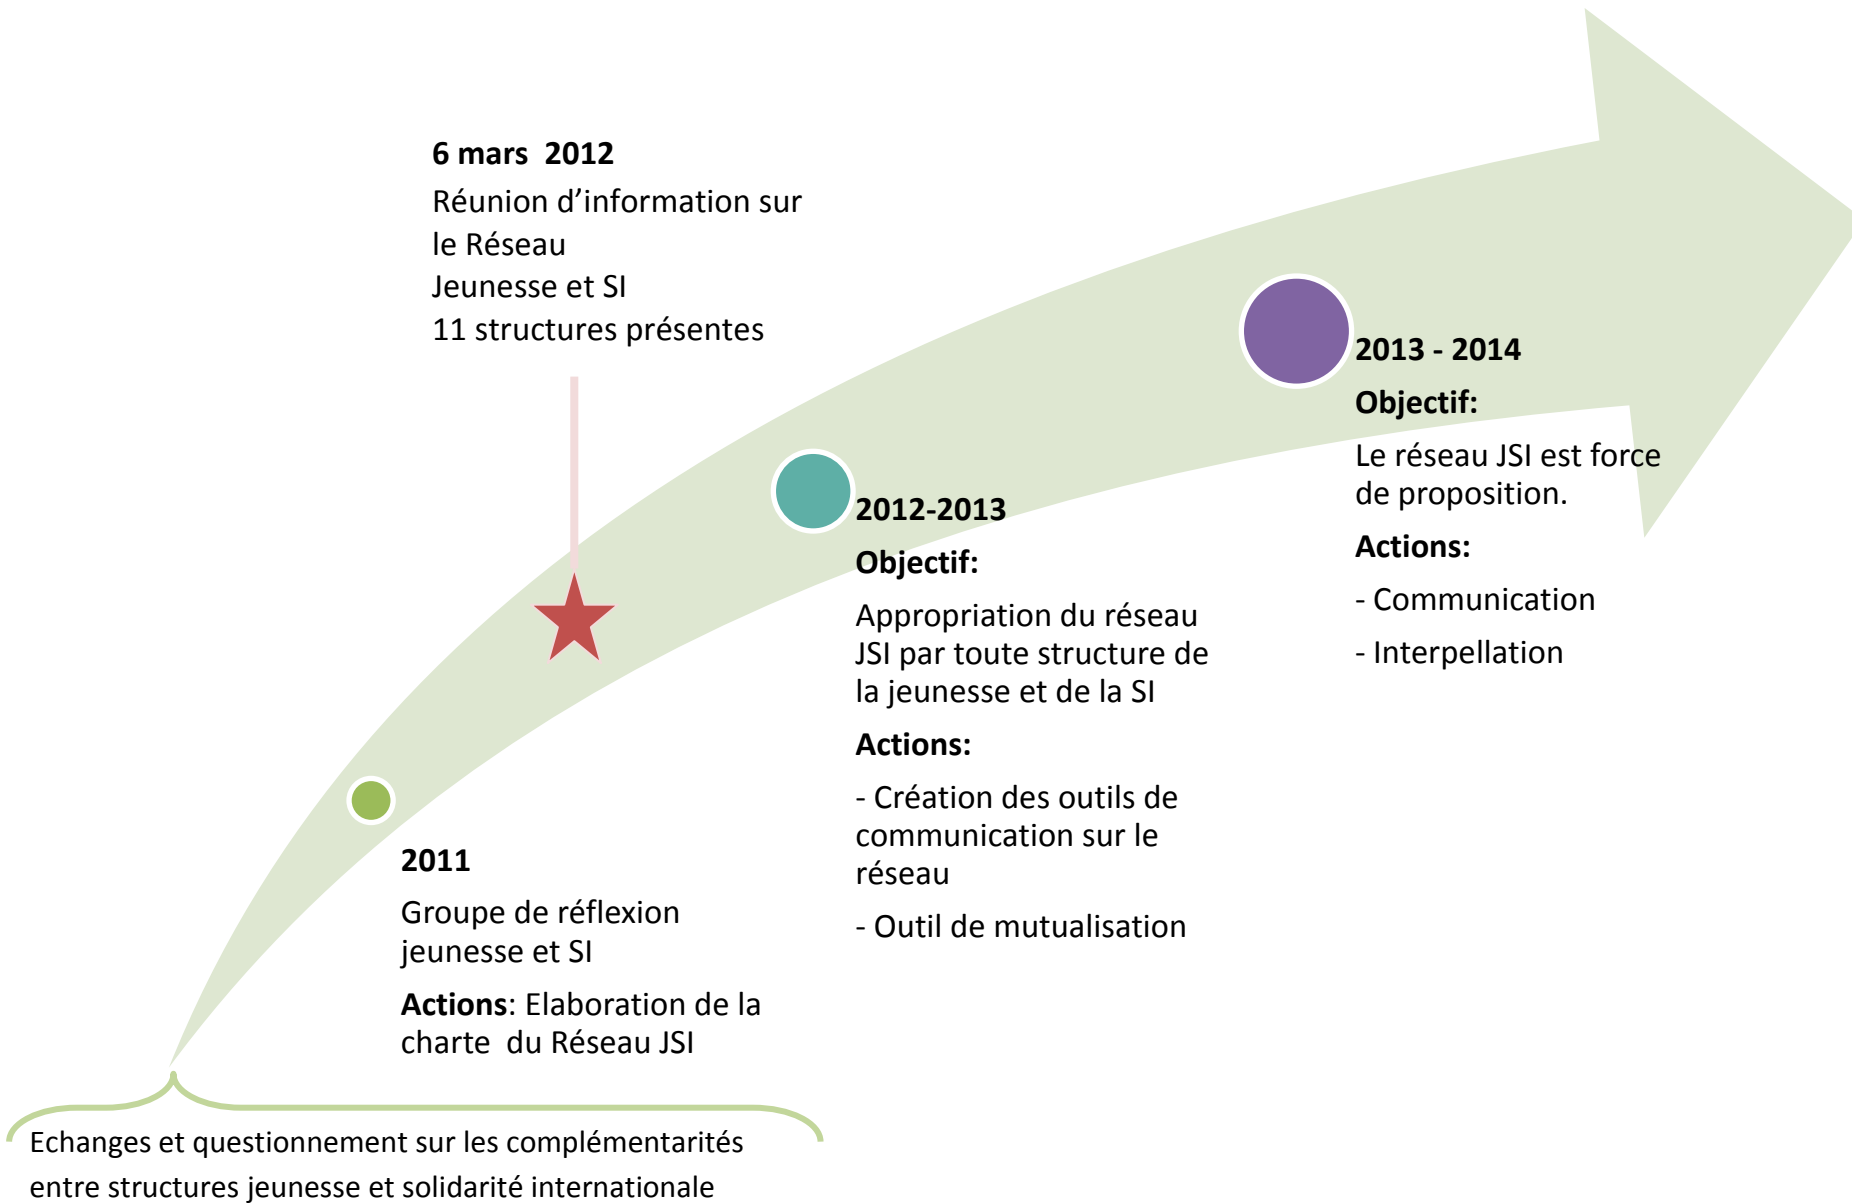 6 mars  2012
Réunion d’information sur
le Réseau
Jeunesse et SI
11 structures présentes
2013 - 2014
Objectif:
Le réseau JSI est force
de proposition.
Actions:
- Communication
- Interpellation
2012-2013
Objectif:
Appropriation du réseau
JSI par toute structure de
la jeunesse et de la SI
Actions:
- Création des outils de
communication sur le
réseau
- Outil de mutualisation
2011
Groupe de réflexion
jeunesse et SI
Actions: Elaboration de la
charte  du Réseau JSI
Echanges et questionnement sur les complémentarités
entre structures jeunesse et solidarité internationale